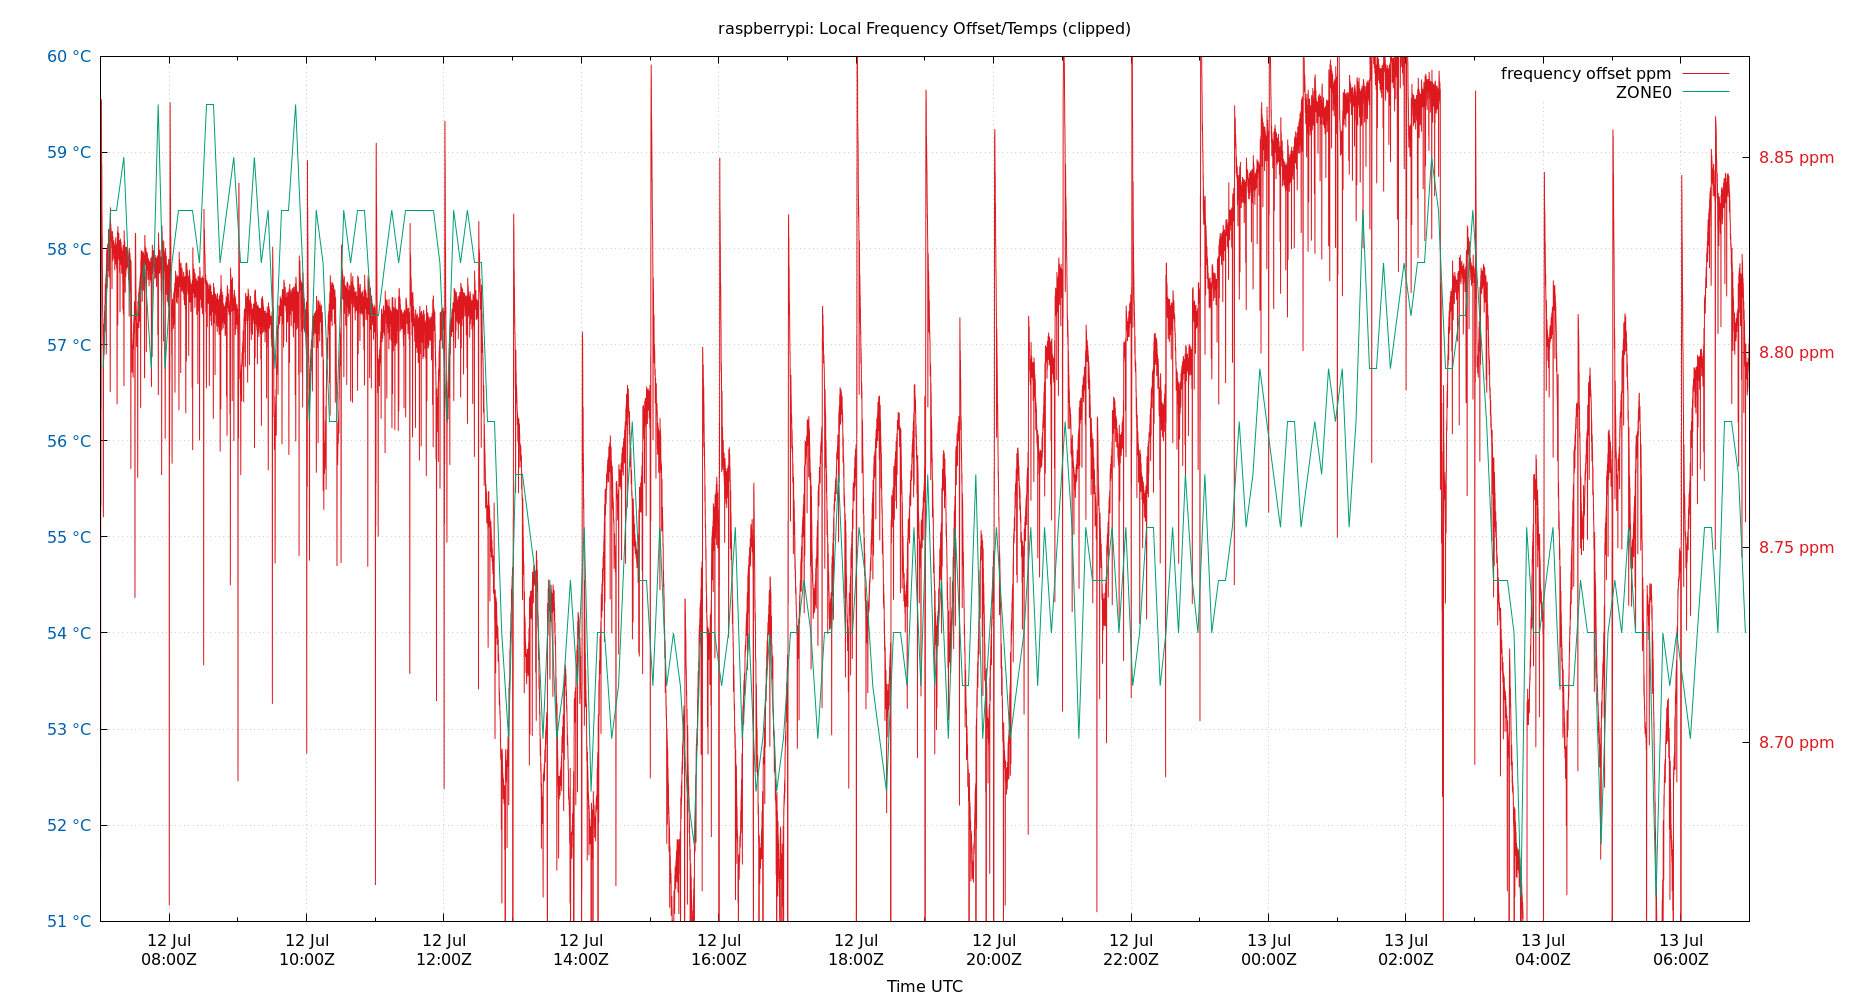 raspberrypi: Local Frequency Offset/Temps (clipped)
60 °C
59 °C
58 °C
57 °C
56 °C
55 °C
54 °C
53 °C
52 °C
51 °C
frequency offset ppm
ZONE0
8.85 ppm
8.80 ppm
8.75 ppm
8.70 ppm
12 Jul
08:00Z
12 Jul
10:00Z
12 Jul
12:00Z
12 Jul
14:00Z
12 Jul
16:00Z
12 Jul
18:00Z
12 Jul
20:00Z
12 Jul
22:00Z
13 Jul
00:00Z
13 Jul
02:00Z
13 Jul
04:00Z
13 Jul
06:00Z
Time UTC